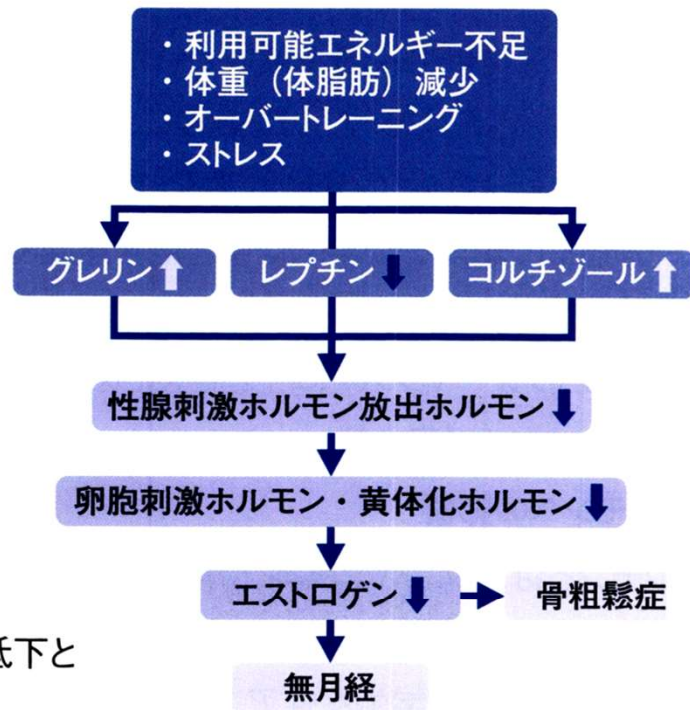 ・利用可能エネルギー不足
・体重（体脂肪）減少
・オーバートレーニング
・ストレス
グレリン⬆ レプチン⬇ コルチゾール⬆
性腺刺激ホルモン放出ホルモン⬇
卵胞刺激ホルモン・黄体化ホルモン⬇
エストロゲン⬇ → 骨粗鬆症
低下と
無月経